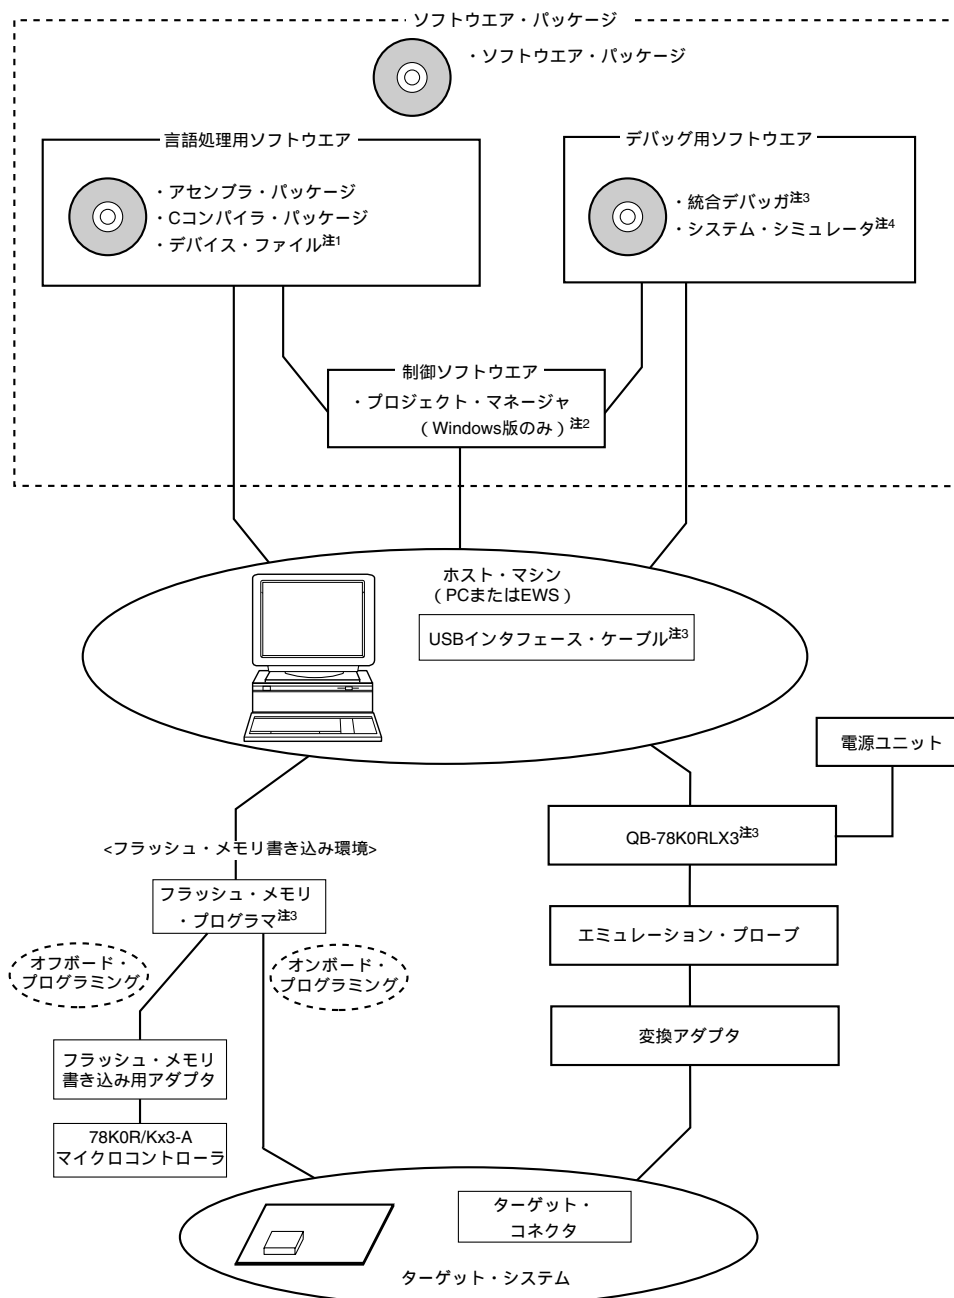 ソフトウエア・パッケージ
・ソフトウエア・パッケージ
言語処理用ソフトウエア
・アセンブラ・パッケージ
・Cコンパイラ・パッケージ
・デバイス・ファイル注1
デバッグ用ソフトウエア
・統合デバッガ注3
・システム・シミュレータ注4
制御ソフトウエア
・プロジェクト・マネージャ
（Windows版のみ）注2
ホスト・マシン
（PCまたはEWS）
USBインタフェース・ケーブル注3
電源ユニット
QB-78K0RLX3注3
<フラッシュ・メモリ書き込み環境>
フラッシュ・メモリ
・プログラマ注3
エミュレーション・プローブ
オフボード・
プログラミング
オンボード・
プログラミング
変換アダプタ
フラッシュ・メモリ
書き込み用アダプタ
78K0R/Kx3-A
マイクロコントローラ
ターゲット・
コネクタ
ターゲット・システム